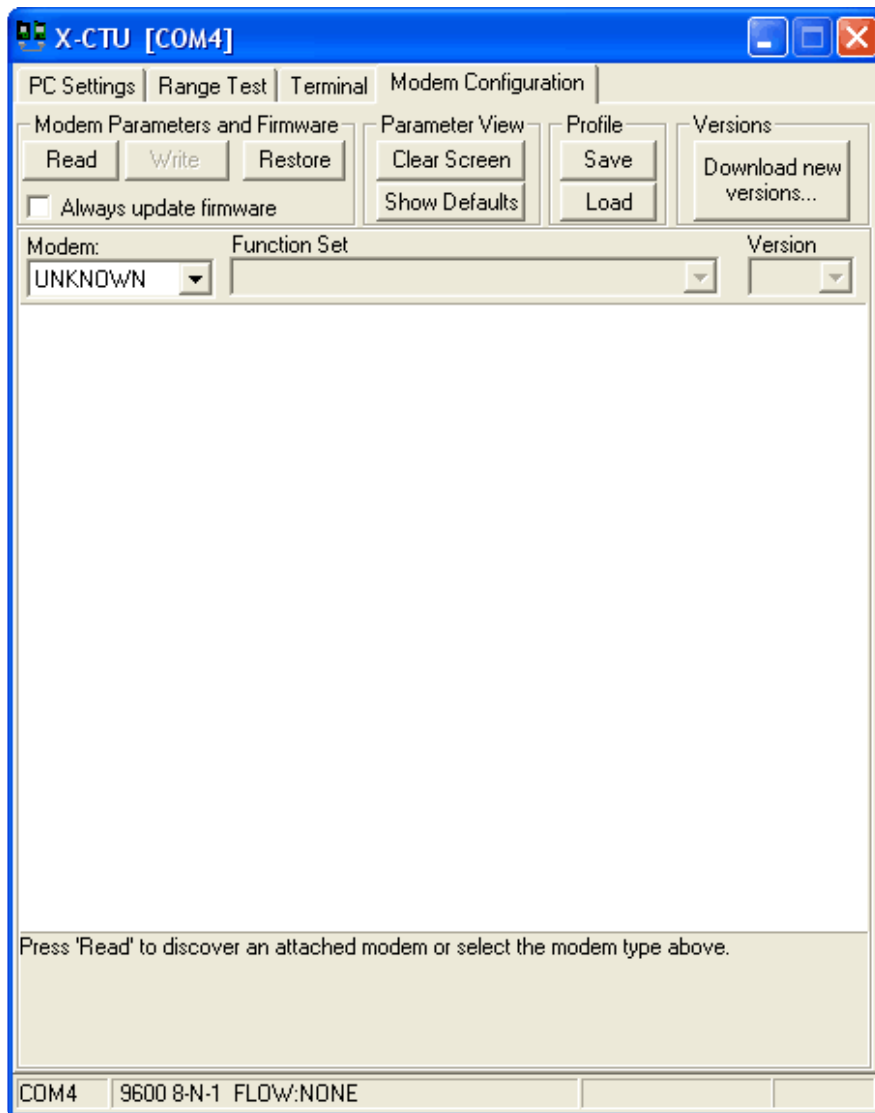 X-CTU [COM4]
PC Settings Range Test Terminal Modem Configuration
Modem Parameters and Firmware Parameter View Profile Versions
Read Write Restore Clear Screen Save Download new versions...
Always update firmware Show Defaults Load
Modem: Function Set Version
UNKNOWN
Press 'Read' to discover an attached modem or select the modem type above.
COM4 9600 8-N-1 FLOW:NONE